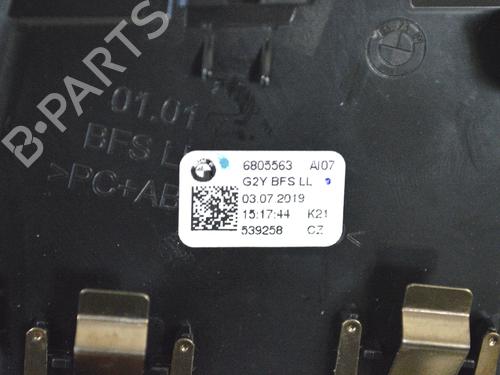 B-PARTS
01.01
BFS LL
>PC+AB
6805563 AI07
G2Y BFS LL
03.07.2019
15:17:44 K21
539258 CZ